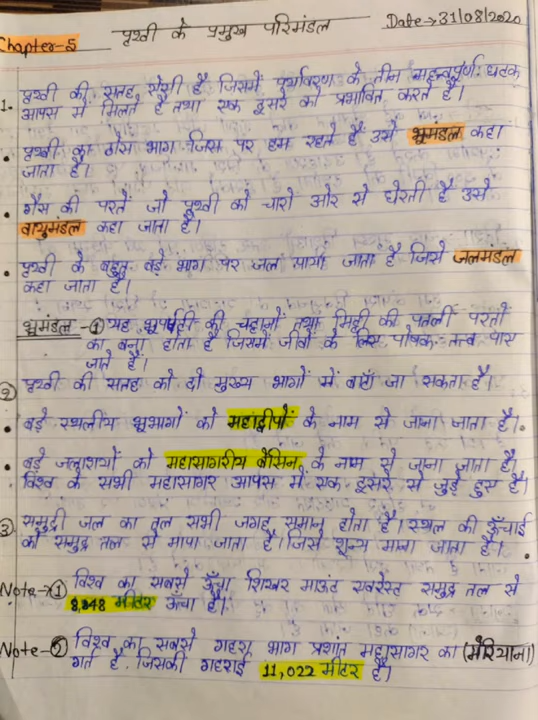 Date → 31/08/2020
Chapter-5 पृथ्वी के प्रमुख परिमंडल
1. पृथ्वी की सतह ऐसी है जिसमें पर्यावरण के तीन महत्वपूर्ण घटक
आपस में मिलते है तथा एक दूसरे को प्रभावित करते है।
• पृथ्वी का ठोस भाग जिस पर हम रहते है उसे भूमंडल कहा
जाता है।
• गैस की परतें जो पृथ्वी को चारो ओर से घेरती है उसे
वायुमंडल कहा जाता है।
• पृथ्वी के बहुत बड़े भाग पर जल पाया जाता है जिसे जलमंडल
कहा जाता है।
भूमंडल - ① यह भूपर्पटी की चट्टानों तथा मिट्टी की पतली परतों
का बना होता है जिसमें जीवों के लिए पोषक तत्व पाए
जाते है।
② पृथ्वी की सतह को दो मुख्य भागों में बाटाँ जा सकता है।
• बड़े स्थलीय भूभागों को महाद्वीपों के नाम से जाना जाता है।
• बड़े जलाशयों को महासागरीय बेसिन के नाम से जाना जाता है
विश्व के सभी महासागर आपस में एक दूसरे से जुड़े हुए है।
③ समुद्री जल का तल सभी जगह समान होता है। स्थल की ऊँचाई
को समुद्र तल से मापा जाता है। जिसे शून्य माना जाता है।
Note → ① विश्व का सबसे ऊँचा शिखर माऊंट एवरेस्ट समुद्र तल से
8,848 मीटर ऊँचा है।
Note - ② विश्व का सबसे गहरा भाग प्रशांत महासागर का (मेरियाना)
गर्त है जिसकी गहराई 11,022 मीटर है।